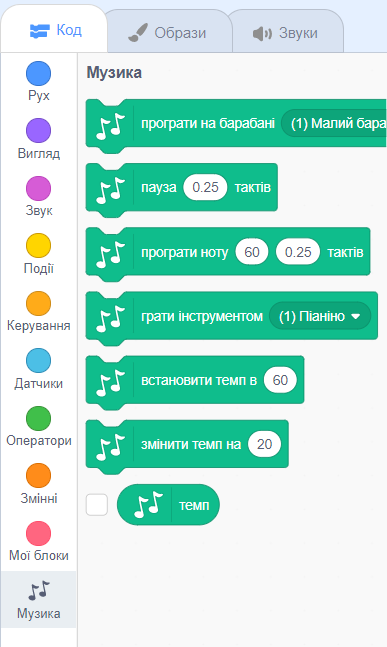 Код
Образи
Звуки
Рух
Вигляд
Звук
Події
Керування
Датчики
Оператори
Змінні
Мої блоки
Музика
Музика
програти на барабані (1) Малий бара
пауза 0.25 тактів
програти ноту 60 0.25 тактів
грати інструментом (1) Піаніно
встановити темп в 60
змінити темп на 20
темп